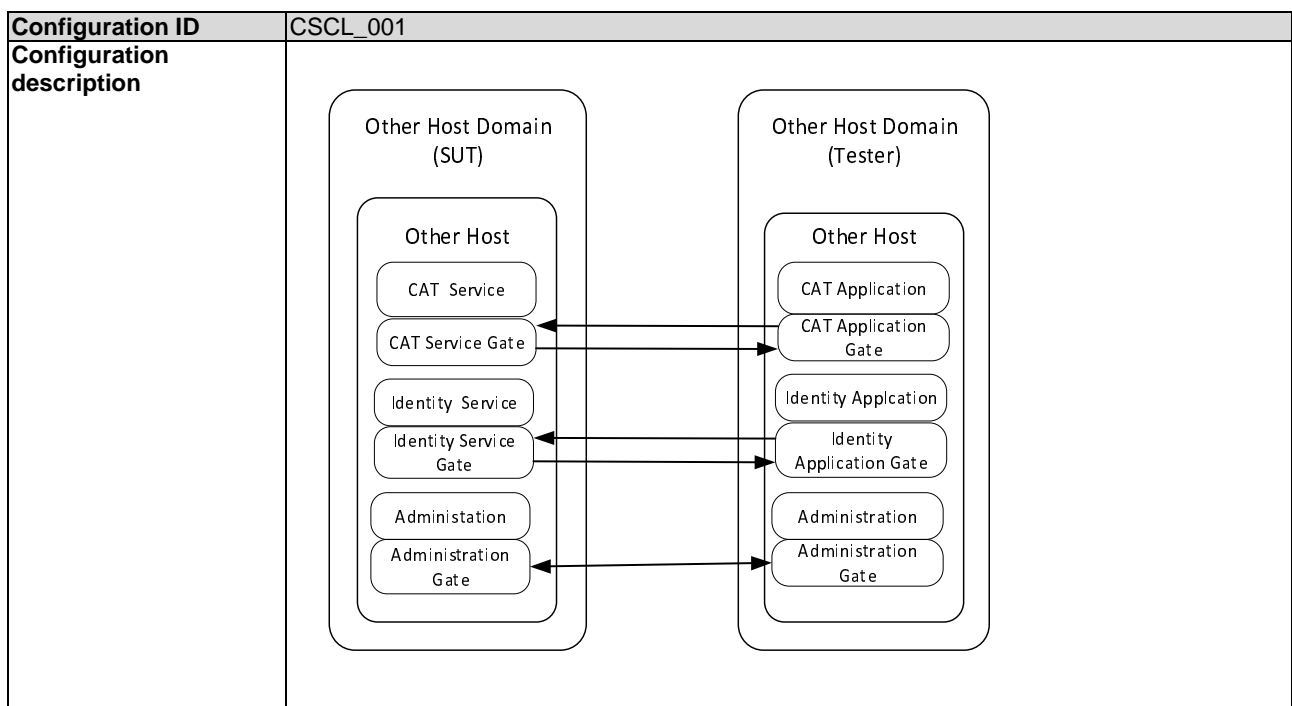 Configuration ID CSCL_001
Configuration
description
Other Host Domain
(SUT)
Other Host
CAT Service
CAT Service Gate
Identity Service
Identity Service
Gate
Administation
Administration
Gate
Other Host Domain
(Tester)
Other Host
CAT Application
CAT Application
Gate
Identity Applcation
Identity
Application Gate
Administration
Administration
Gate